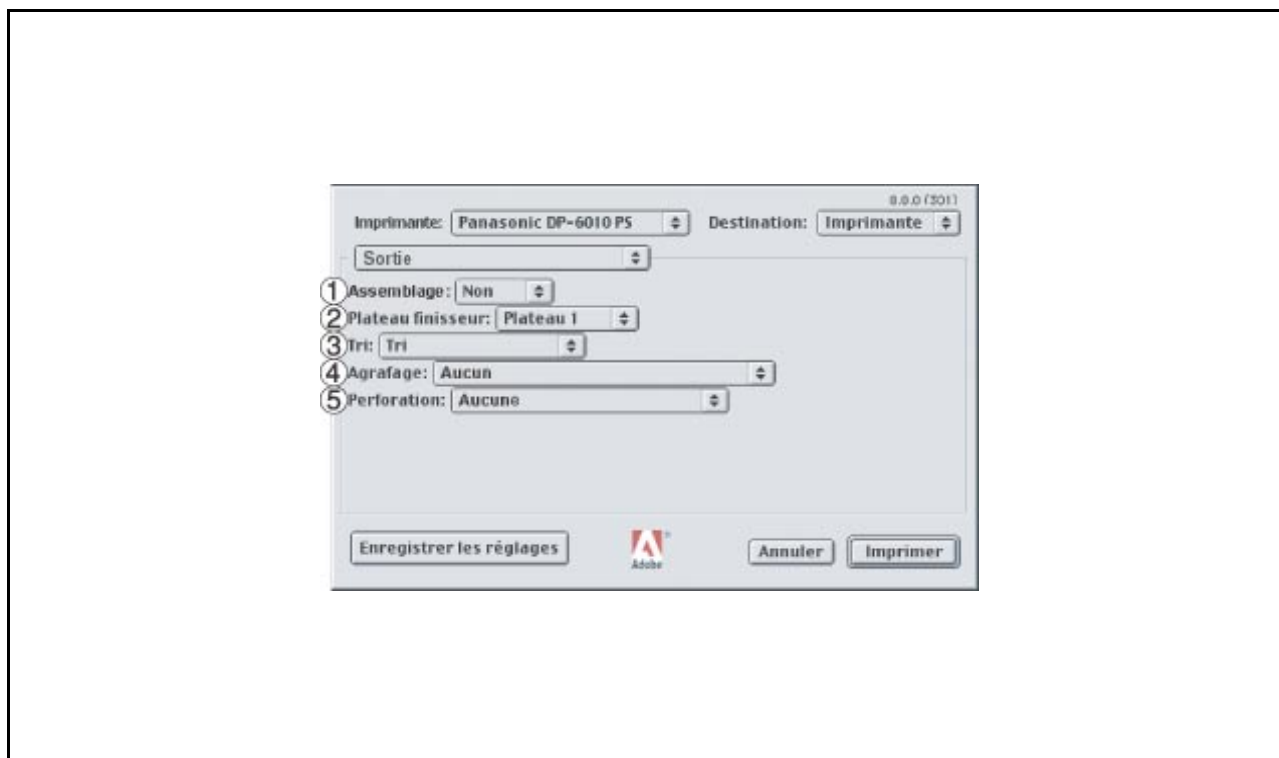 8.8.0 (301)
Imprimante: Panasonic DP-6010 PS Destination: Imprimante
Sortie
① Assemblage: Non
② Plateau finisseur: Plateau 1
③ Tri: Tri
④ Agrafage: Aucun
⑤ Perforation: Aucune
Enregistrer les réglages Adobe Annuler Imprimer